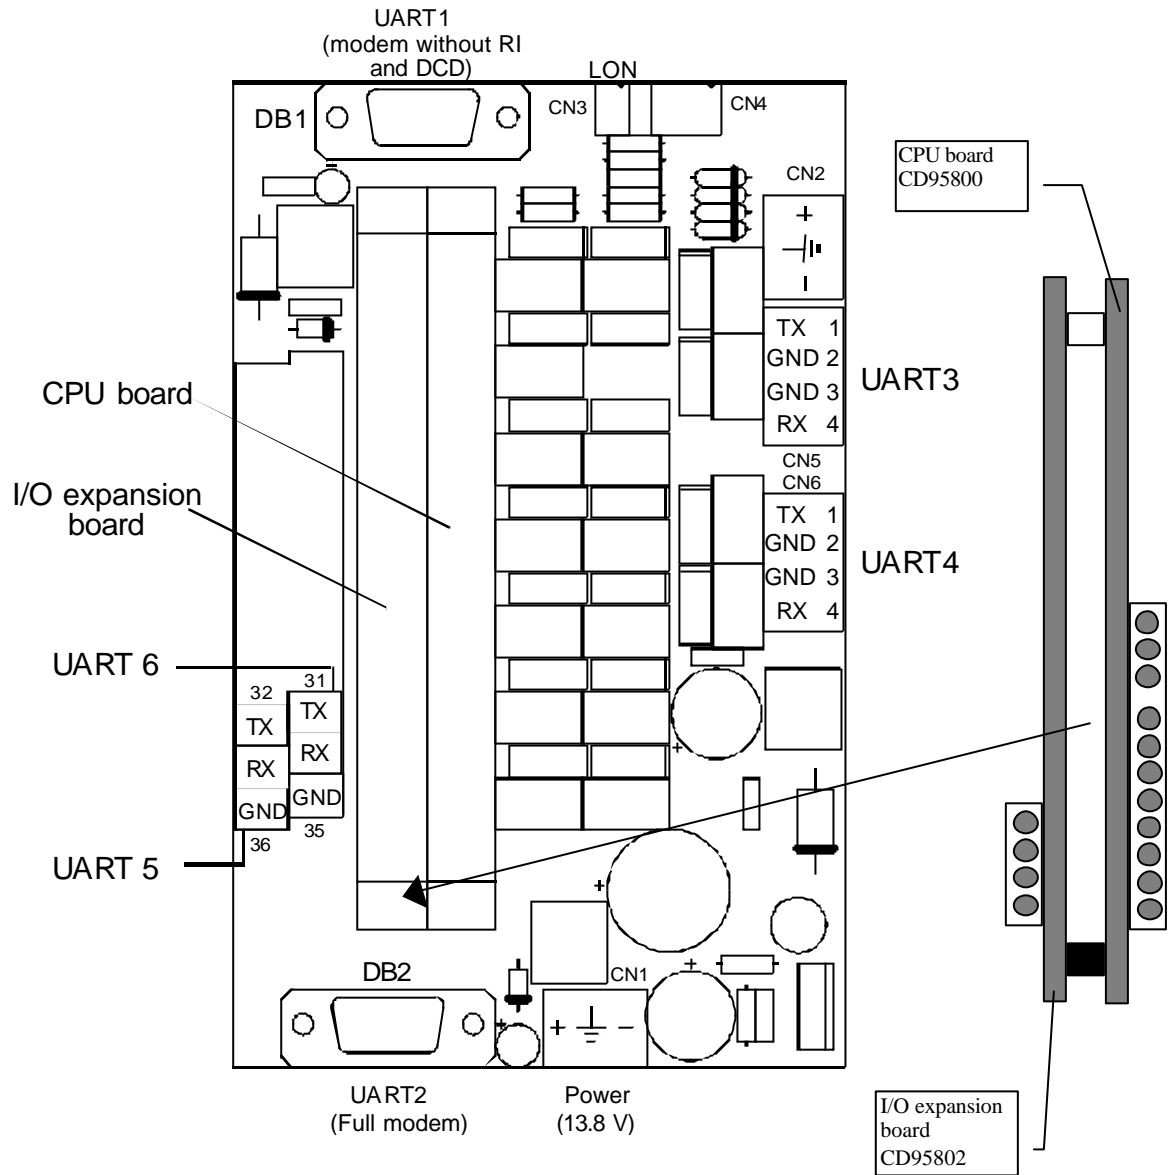 UART1
(modem without RI
and DCD)
LON
DB1
CN3
CN4
CN2
+
-
CPU board
CD95800
TX 1
GND 2
GND 3
RX 4
UART3
CPU board
CN5
CN6
I/O expansion
board
TX 1
GND 2
GND 3
RX 4
UART4
UART 6
32
31
TX
TX
RX
RX
GND
GND
36
35
UART 5
+
+
+
+
DB2
CN1
+ -
UART2
(Full modem)
Power
(13.8 V)
I/O expansion
board
CD95802